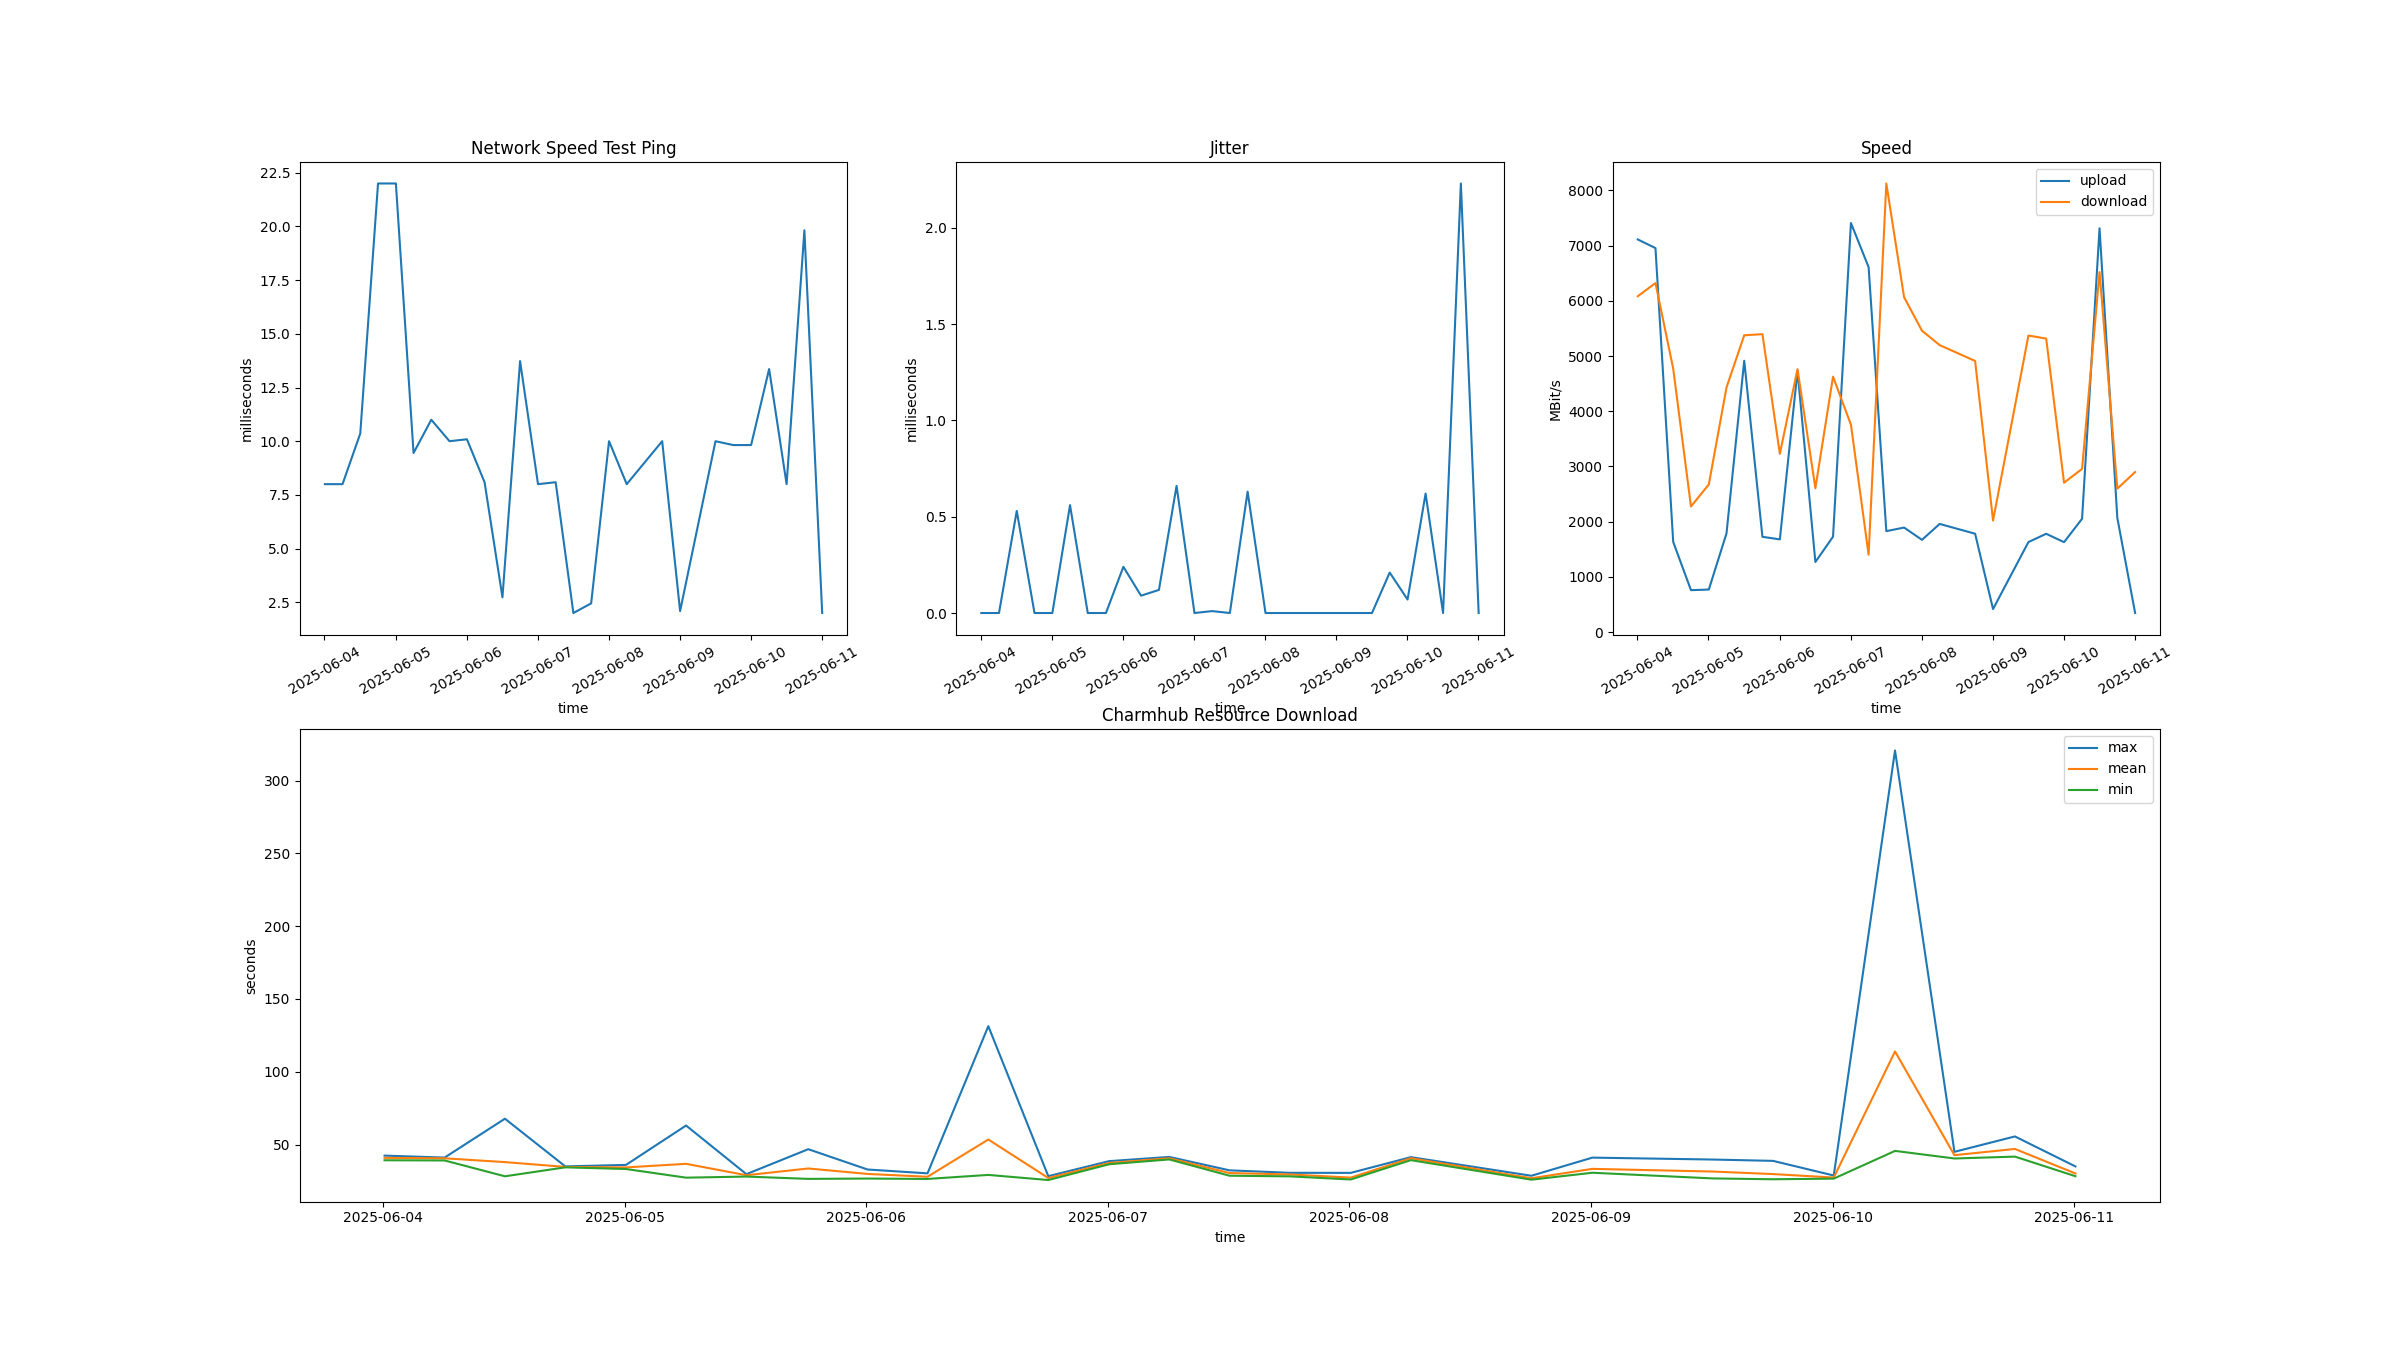 Network Speed Test Ping
milliseconds
22.5
20.0
17.5
15.0
12.5
10.0
7.5
5.0
2.5
2025-06-04 2025-06-05 2025-06-06 2025-06-07 2025-06-08 2025-06-09 2025-06-10 2025-06-11
time
Jitter
milliseconds
2.0
1.5
1.0
0.5
0.0
2025-06-04 2025-06-05 2025-06-06 2025-06-07 2025-06-08 2025-06-09 2025-06-10 2025-06-11
time
Speed
upload
download
MBit/s
8000
7000
6000
5000
4000
3000
2000
1000
0
2025-06-04 2025-06-05 2025-06-06 2025-06-07 2025-06-08 2025-06-09 2025-06-10 2025-06-11
time
Charmhub Resource Download
max
mean
min
seconds
300
250
200
150
100
50
2025-06-04 2025-06-05 2025-06-06 2025-06-07 2025-06-08 2025-06-09 2025-06-10 2025-06-11
time